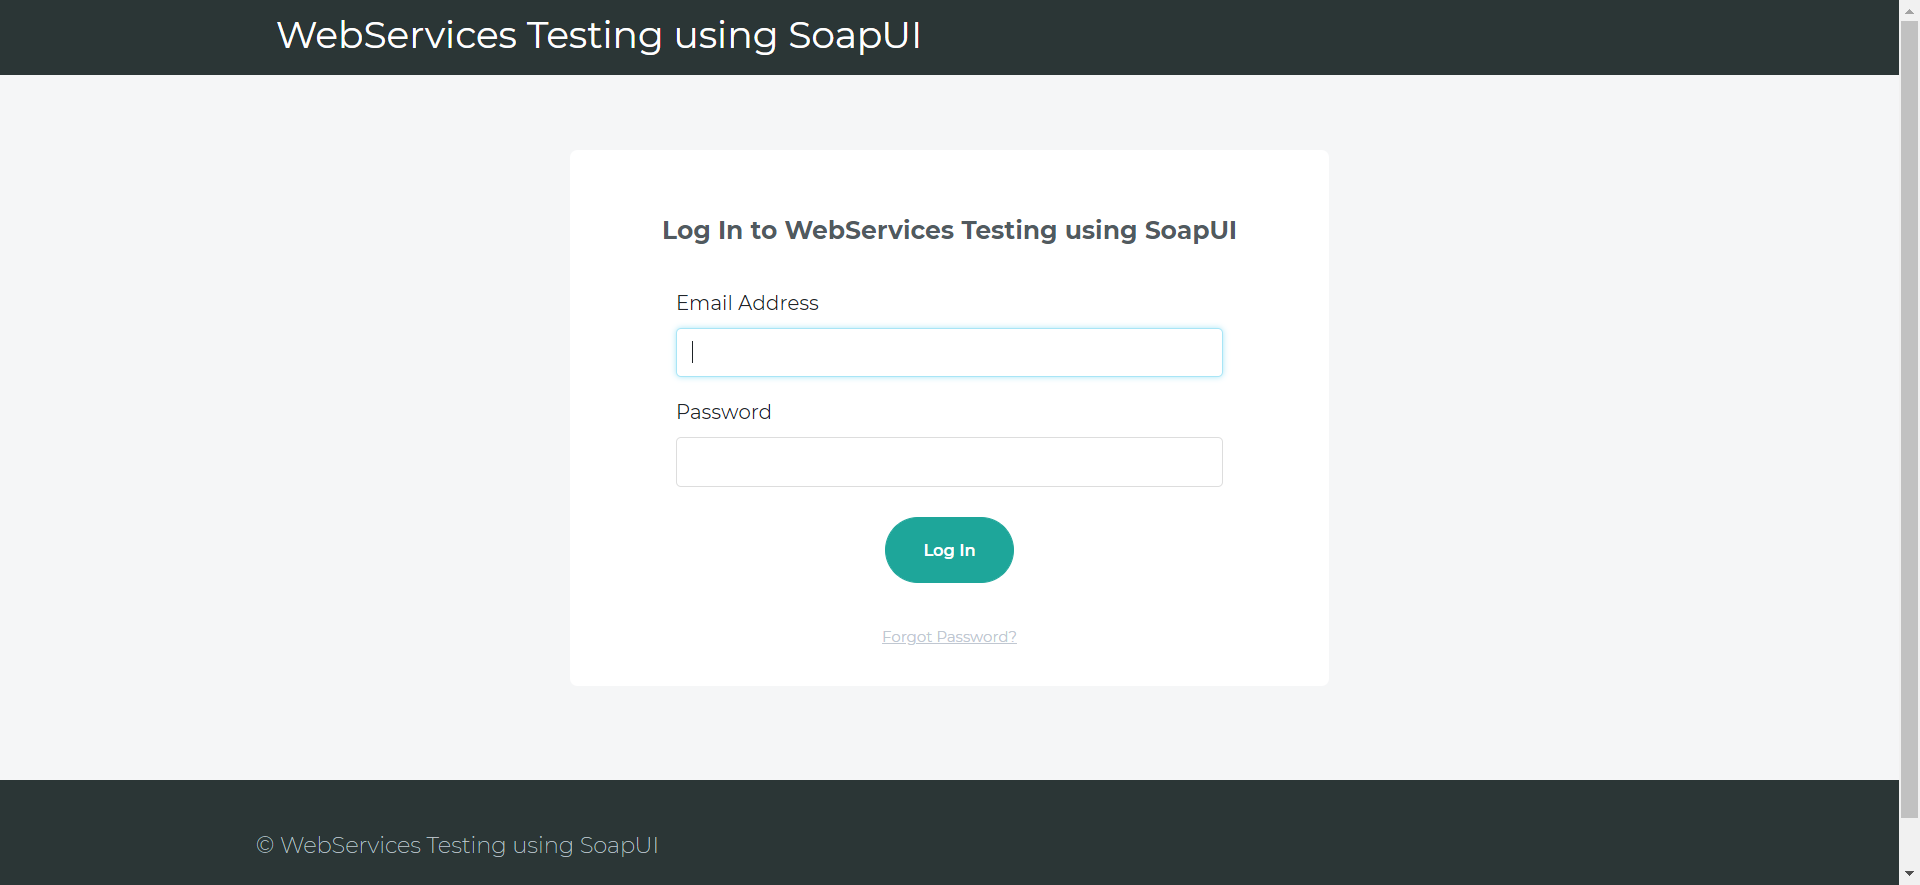 WebServices Testing using SoapUI
Log In to WebServices Testing using SoapUI
Email Address
Password
Log In
Forgot Password?
© WebServices Testing using SoapUI